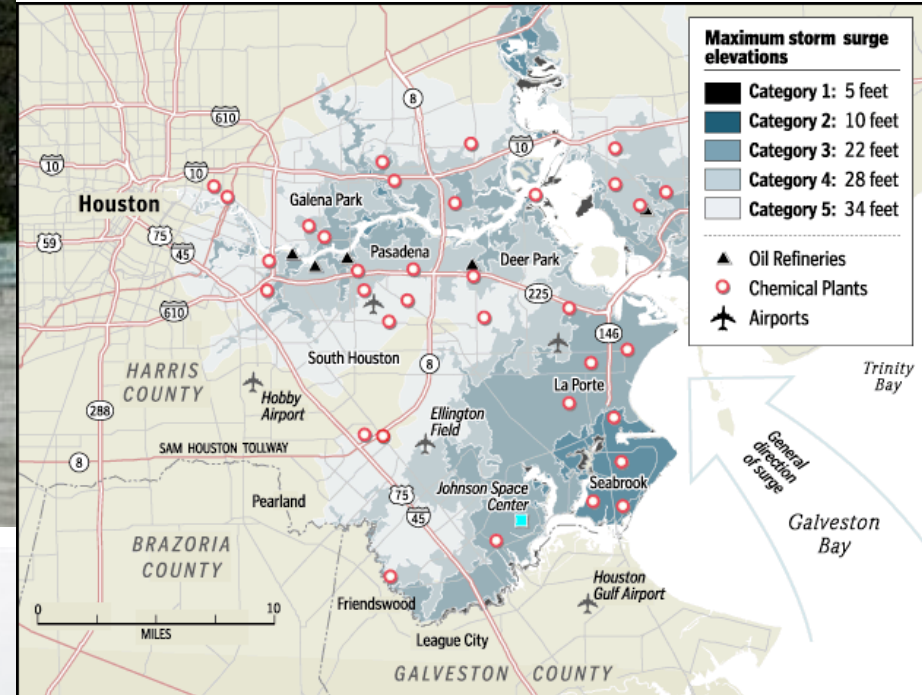 Maximum storm surge
elevations
Category 1: 5 feet
Category 2: 10 feet
Category 3: 22 feet
Category 4: 28 feet
Category 5: 34 feet
Oil Refineries
Chemical Plants
Airports
8
610
10
10
10
Houston
Galena Park
59
75
45
Pasadena
Deer Park
225
610
146
South Houston
8
HARRIS
COUNTY
Hobby
Airport
La Porte
Trinity
Bay
288
Ellington
Field
SAM HOUSTON TOLLWAY
8
General
direction
of surge
Johnson Space
Center
Seabrook
Pearland
75
45
Galveston
Bay
BRAZORIA
COUNTY
Houston
Gulf Airport
Friendswood
0 10
MILES
League City
GALVESTON COUNTY